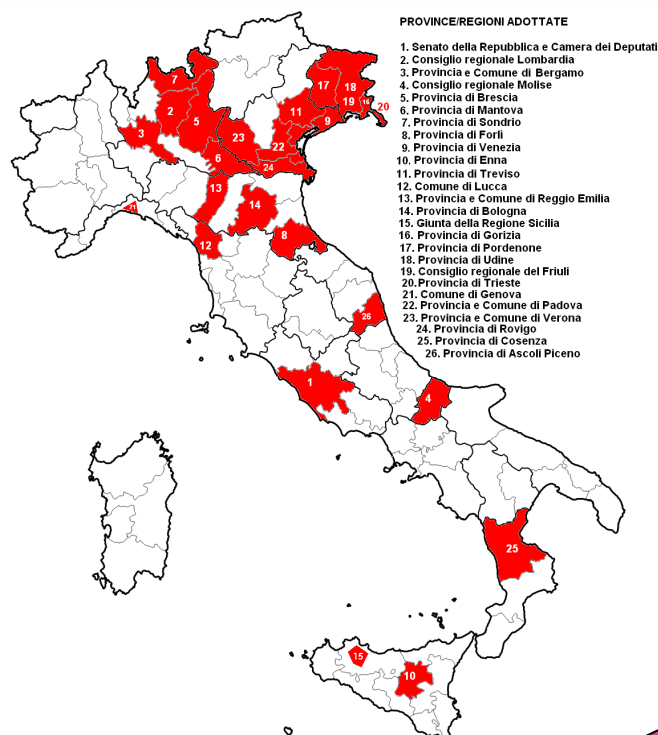 PROVINCE/REGIONI ADOTTATE
1. Senato della Repubblica e Camera dei Deputati
2. Consiglio regionale Lombardia
3 Provincia e Comune di Bergamo
4. Consiglio regionale Molise
5 Provincia di Brescia
6 Provincia di Mantova
7 Provincia di Sondrio
8 Provincia di Forlì
9. Provincia di Venezia
10. Provincia di Enna
11. Provincia di Treviso
12 Comune di Lucca
13. Provincia e Comune di Reggio Emilia
14. Provincia di Bologna
15. Giunta della Regione Sicilia
16. Provincia di Gorizia
17. Provincia di Pordenone
18. Provincia di Udine
19. Consiglio regionale del Friuli
20.Provincia di Trieste
21. Comune di Genova
22. Provincia e Comune di Padova
23. Provincia e Comune di Verona
24. Provincia di Rovigo
25. Provincia di Cosenza
26. Provincia di Ascoli Piceno
7
17
18
2
11
19
16
20
3
5
23
9
22
6
24
13
21
14
12
8
26
1
4
25
15
10